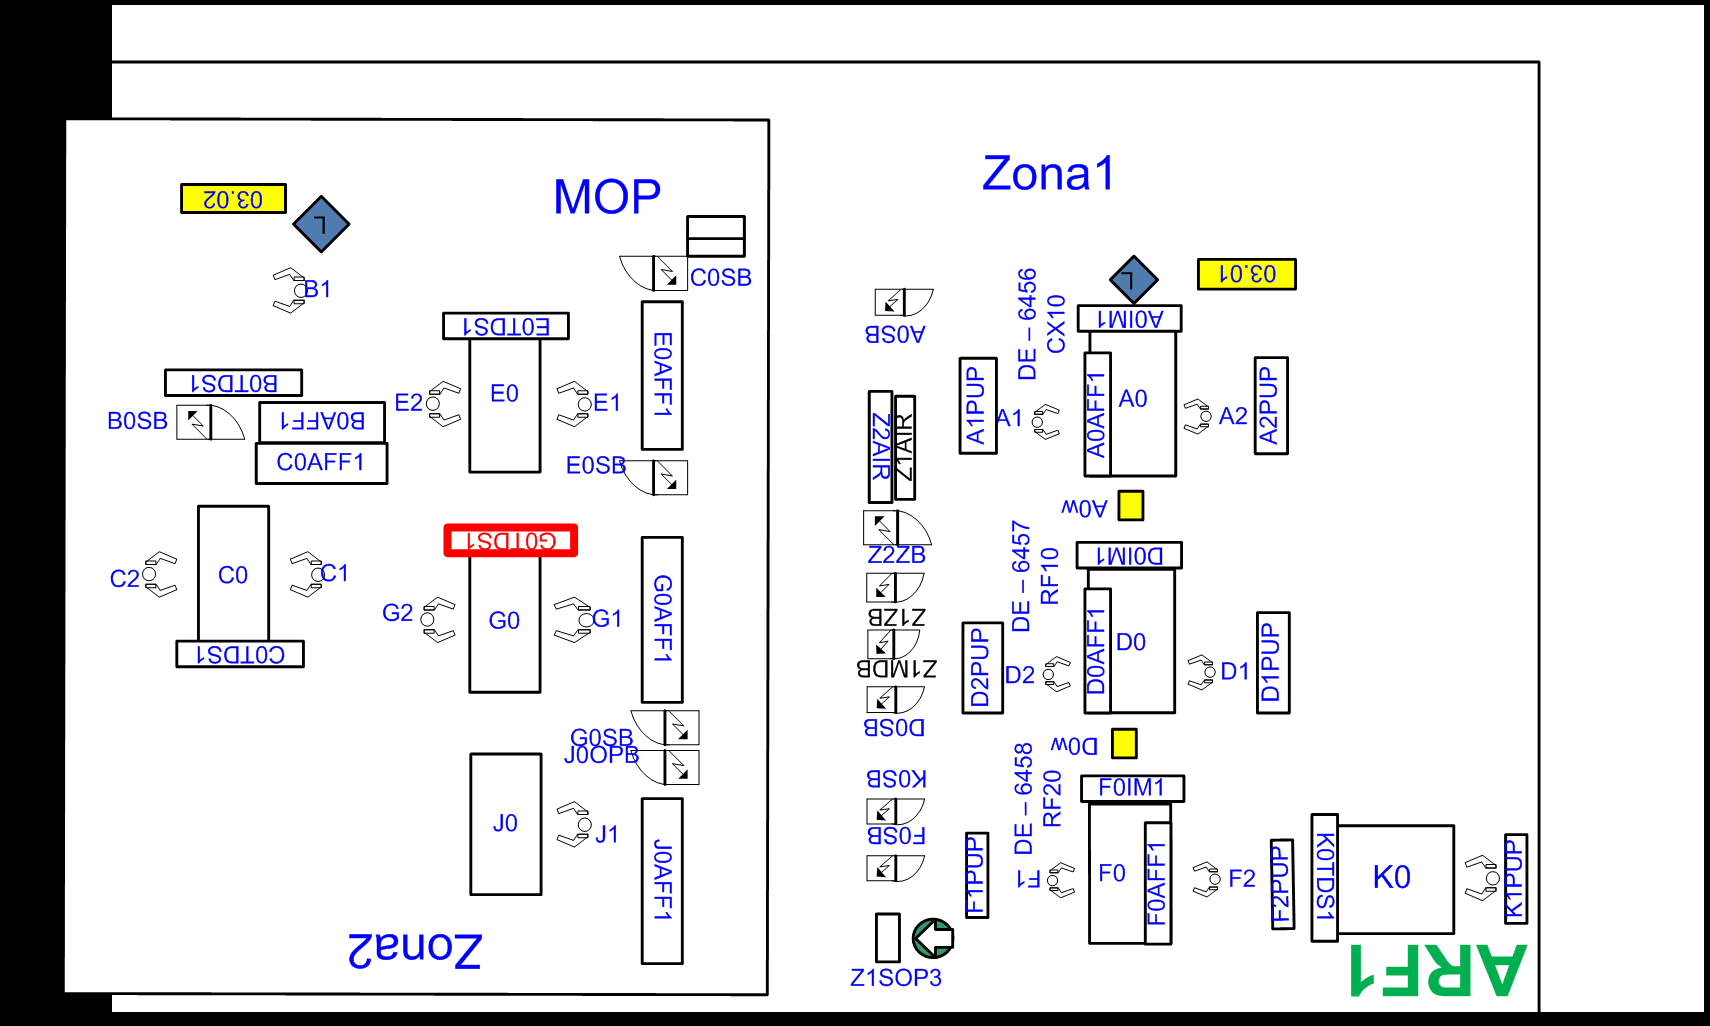 Zona1
MOP
03.02
L
B1
C0SB
E0TDS1
E0AFF1
B0TDS1
B0SB
B0AFF1
C0AFF1
E2
E0
E1
E0SB
G0TDS1
C2
C0
C1
C0TDS1
G2
G0
G1
G0AFF1
G0SB
J0OPB
J0
J1
J0AFF1
Zona2
A0SB
Z2AIR
Z1AIR
Z2ZB
Z1ZB
Z1MDB
D0SB
K0SB
F0SB
Z1SOP3
DE – 6456
CX10
L
03.01
A0IM1
A1PUP
A1
A0AFF1
A0
A2
A2PUP
A0w
DE – 6457
RF10
D0IM1
D2PUP
D2
D0AFF1
D0
D1
D1PUP
D0w
DE – 6458
RF20
F0IM1
F1PUP
F1
F0
F0AFF1
F2
F2PUP
K0TDS1
K0
K1PUP
ARF1